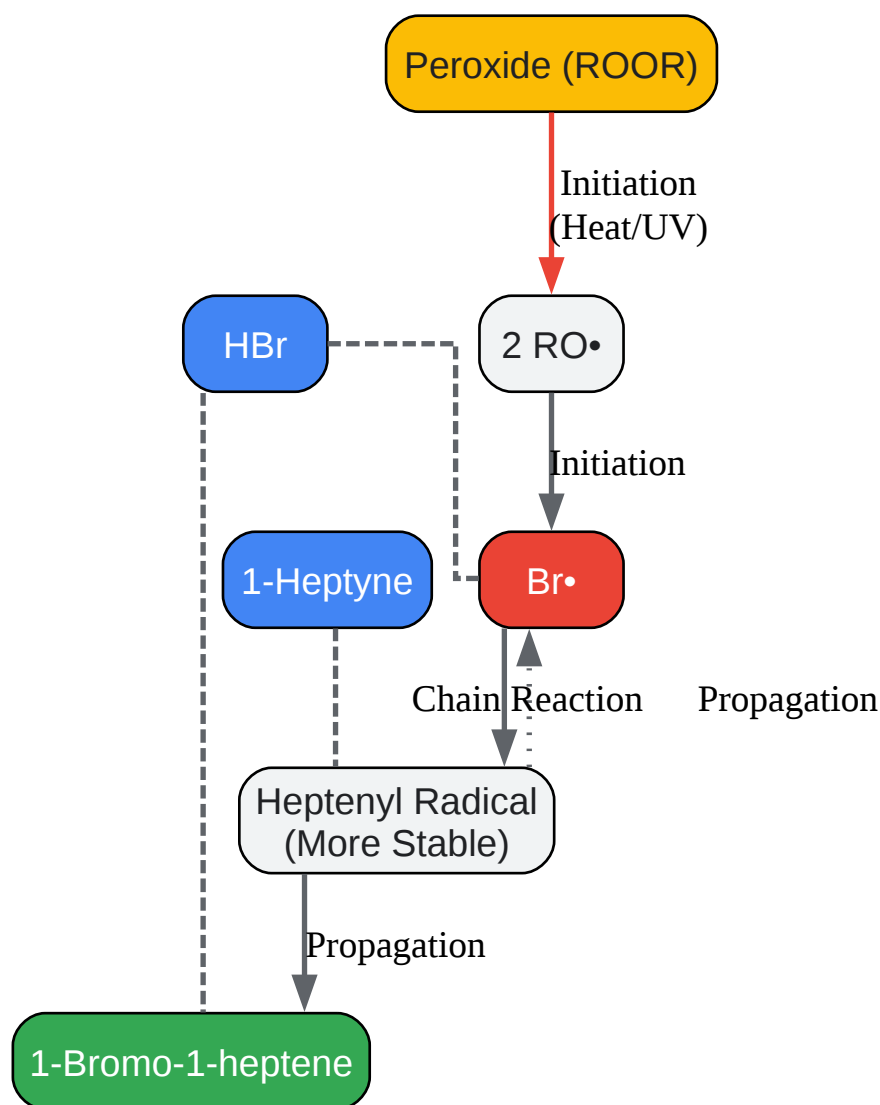 Peroxide (ROOR)
Initiation
(Heat/UV)
HBr
2 RO•
Initiation
1-Heptyne
Br•
Chain Reaction
Propagation
Heptenyl Radical
(More Stable)
Propagation
1-Bromo-1-heptene